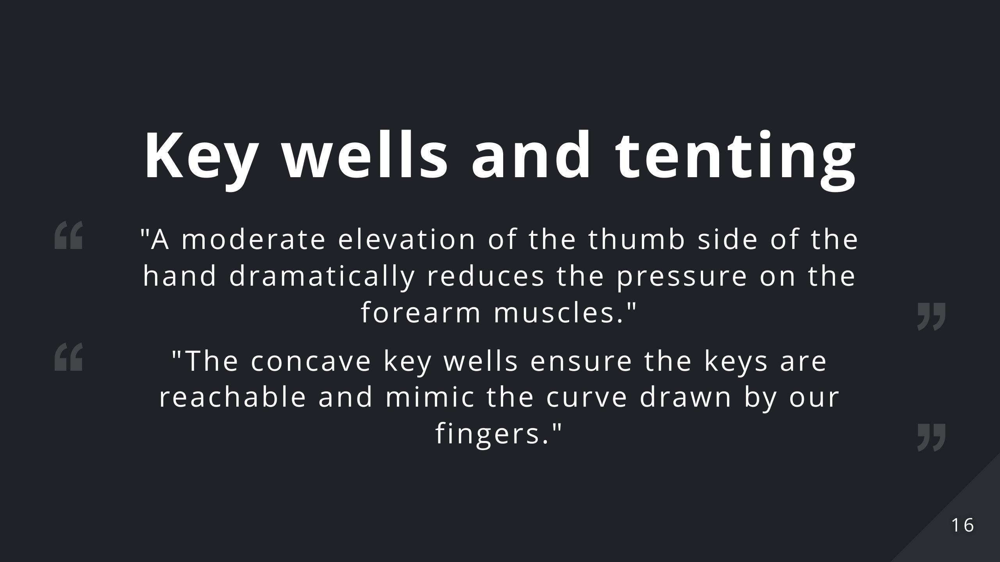 Key wells and tenting
"A moderate elevation of the thumb side of the
hand dramatically reduces the pressure on the
forearm muscles."
"The concave key wells ensure the keys are
reachable and mimic the curve drawn by our
fingers."
16